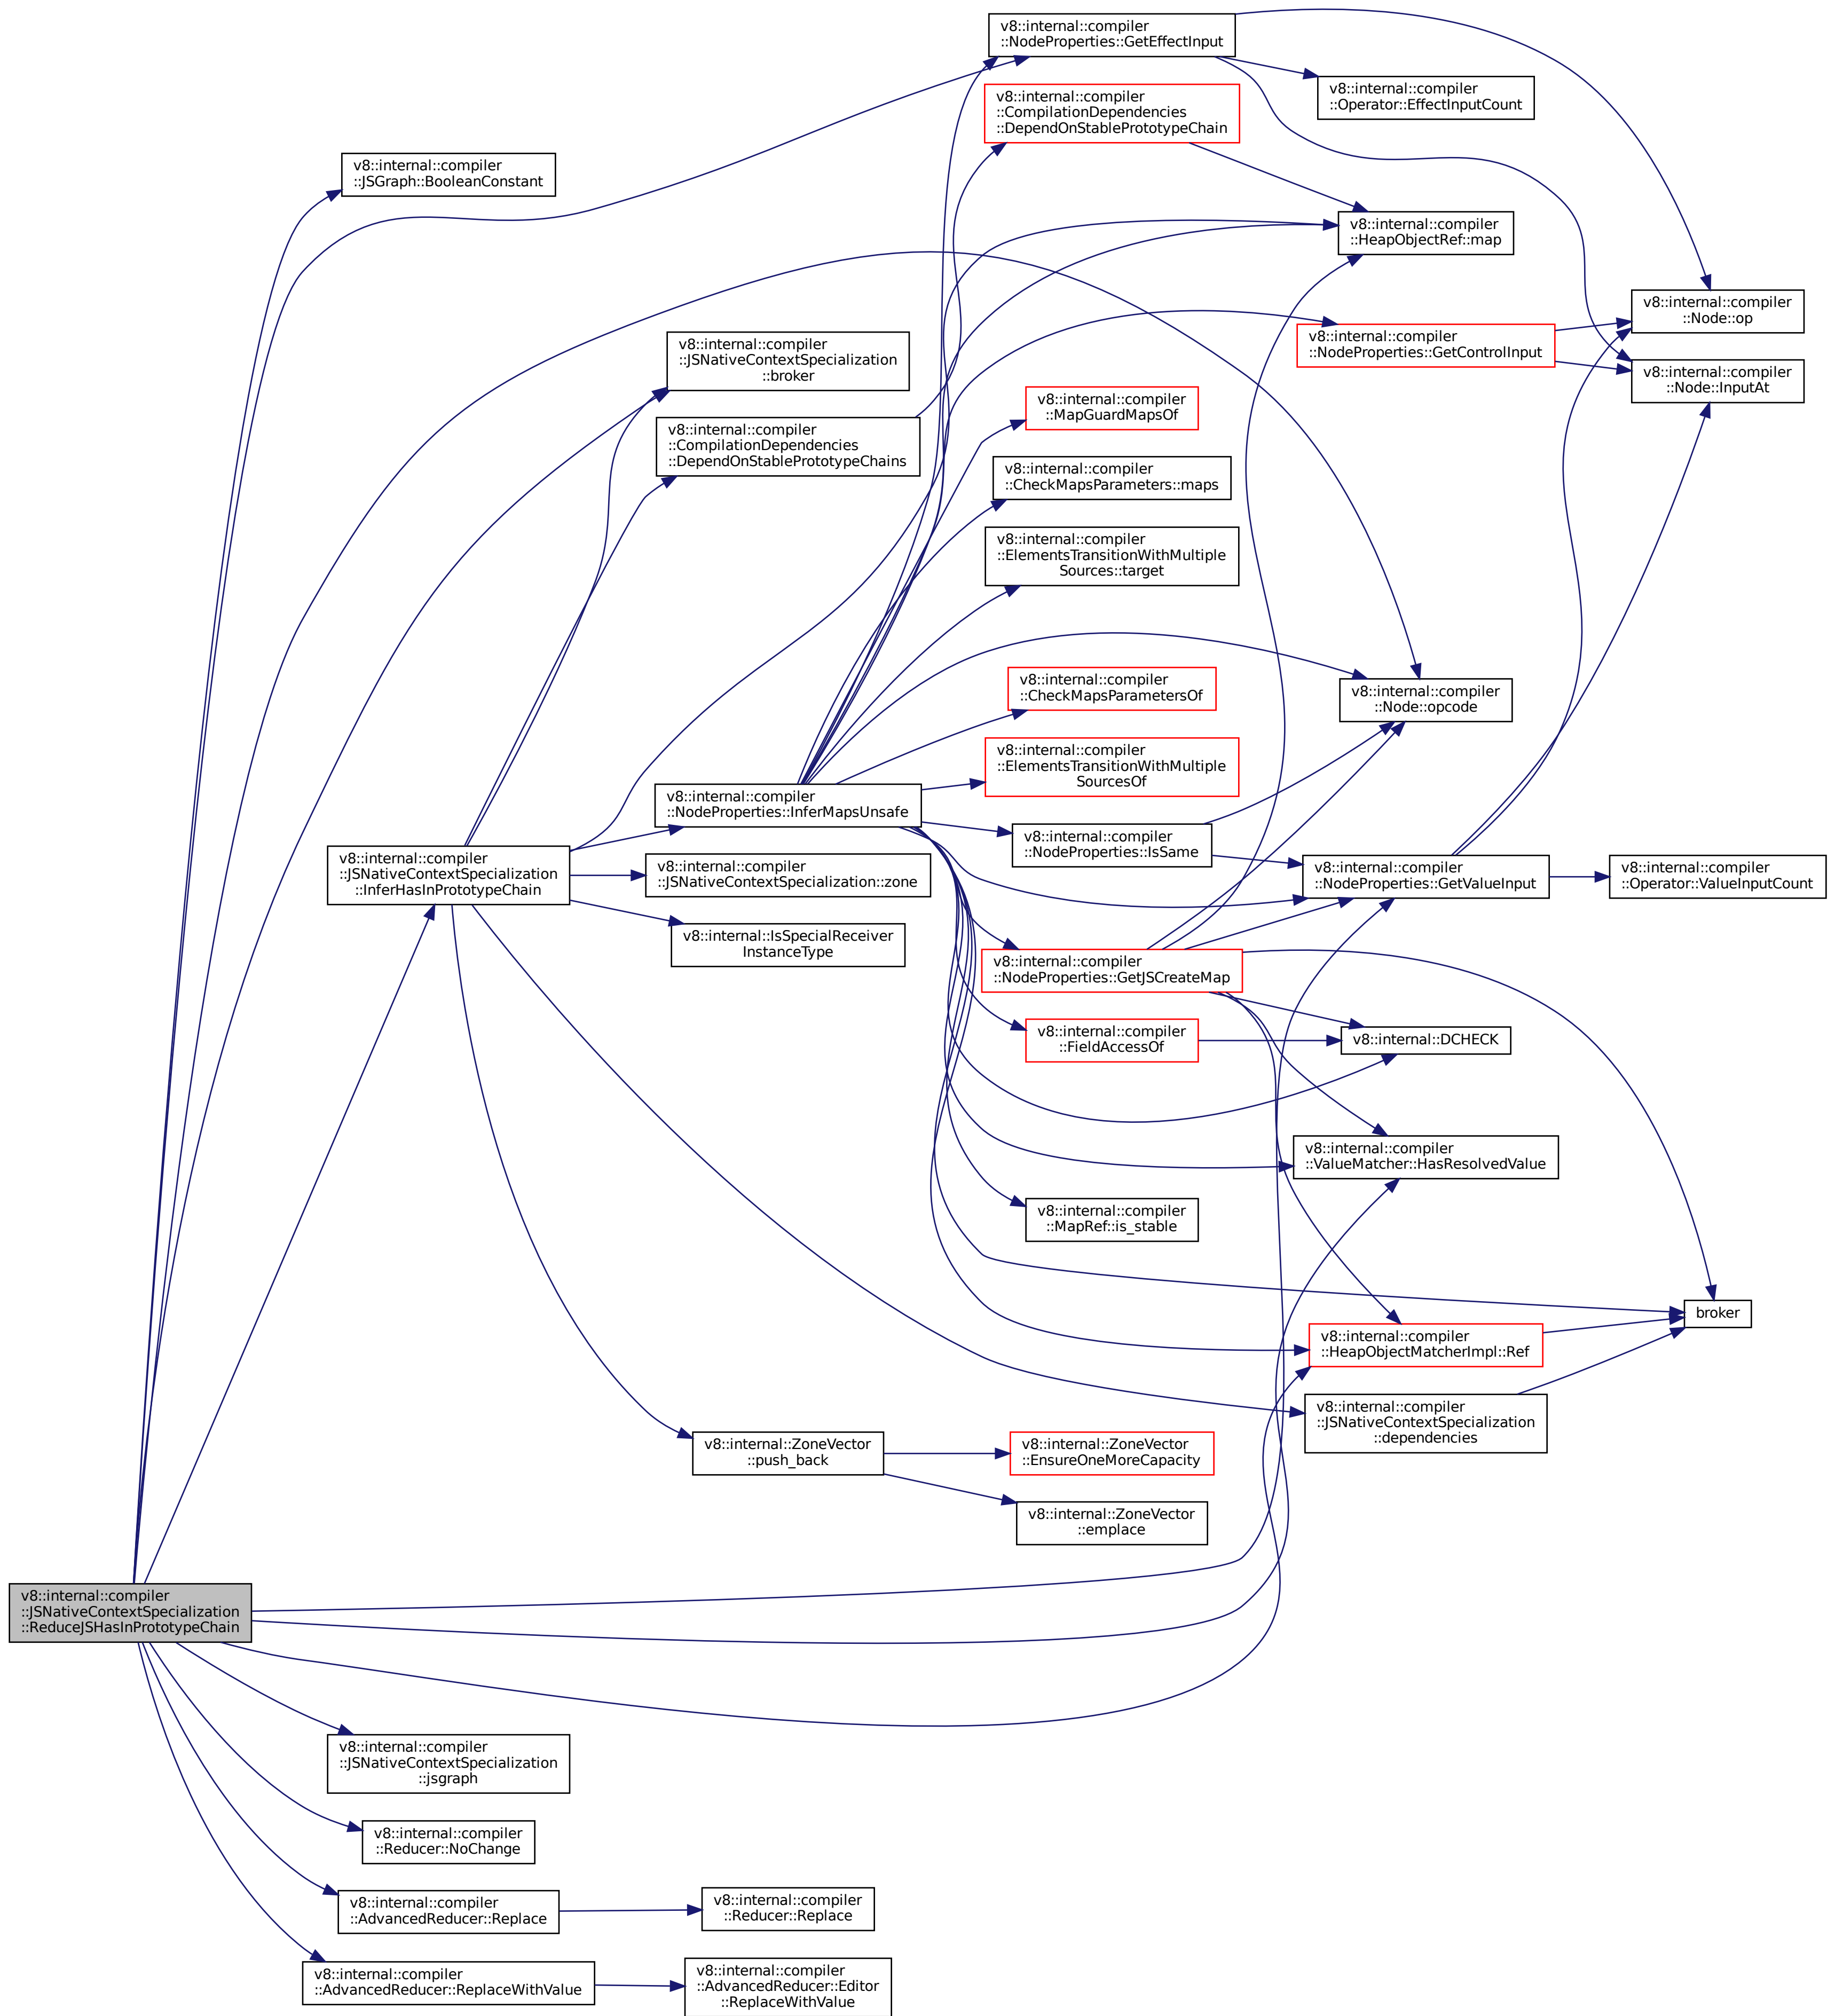 v8::internal::compiler
::NodeProperties::GetEffectInput
v8::internal::compiler
::Operator::EffectInputCount
v8::internal::compiler
::CompilationDependencies
::DependOnStablePrototypeChain
v8::internal::compiler
::JSGraph::BooleanConstant
v8::internal::compiler
::HeapObjectRef::map
v8::internal::compiler
::Node::op
v8::internal::compiler
::NodeProperties::GetControlInput
v8::internal::compiler
::JSNativeContextSpecialization
::broker
v8::internal::compiler
::Node::InputAt
v8::internal::compiler
::MapGuardMapsOf
v8::internal::compiler
::CompilationDependencies
::DependOnStablePrototypeChains
v8::internal::compiler
::CheckMapsParameters::maps
v8::internal::compiler
::ElementsTransitionWithMultiple
Sources::target
v8::internal::compiler
::CheckMapsParametersOf
v8::internal::compiler
::Node::opcode
v8::internal::compiler
::ElementsTransitionWithMultiple
SourcesOf
v8::internal::compiler
::NodeProperties::InferMapsUnsafe
v8::internal::compiler
::NodeProperties::IsSame
v8::internal::compiler
::JSNativeContextSpecialization
::InferHasInPrototypeChain
v8::internal::compiler
::JSNativeContextSpecialization::zone
v8::internal::compiler
::NodeProperties::GetValueInput
v8::internal::compiler
::Operator::ValueInputCount
v8::internal::IsSpecialReceiver
InstanceType
v8::internal::compiler
::NodeProperties::GetJSCreateMap
v8::internal::compiler
::FieldAccessOf
v8::internal::DCHECK
v8::internal::compiler
::ValueMatcher::HasResolvedValue
v8::internal::compiler
::MapRef::is_stable
broker
v8::internal::compiler
::HeapObjectMatcherImpl::Ref
v8::internal::compiler
::JSNativeContextSpecialization
::dependencies
v8::internal::ZoneVector
::push_back
v8::internal::ZoneVector
::EnsureOneMoreCapacity
v8::internal::ZoneVector
::emplace
v8::internal::compiler
::JSNativeContextSpecialization
::ReduceJSHasInPrototypeChain
v8::internal::compiler
::JSNativeContextSpecialization
::jsgraph
v8::internal::compiler
::Reducer::NoChange
v8::internal::compiler
::AdvancedReducer::Replace
v8::internal::compiler
::Reducer::Replace
v8::internal::compiler
::AdvancedReducer::ReplaceWithValue
v8::internal::compiler
::AdvancedReducer::Editor
::ReplaceWithValue